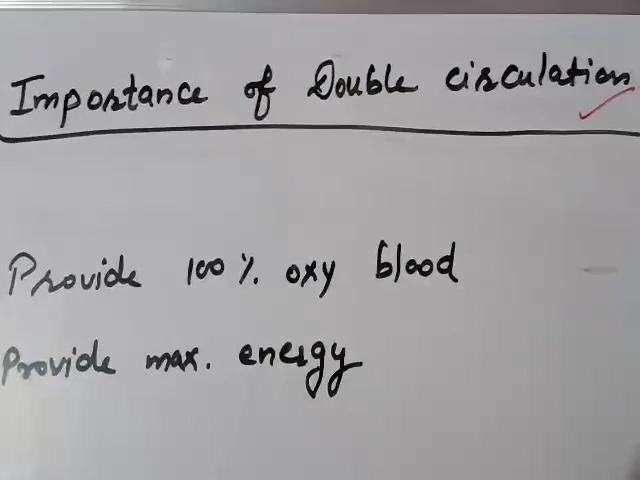 Importance of Double circulation
Provide 100% oxy blood
Provide max. energy